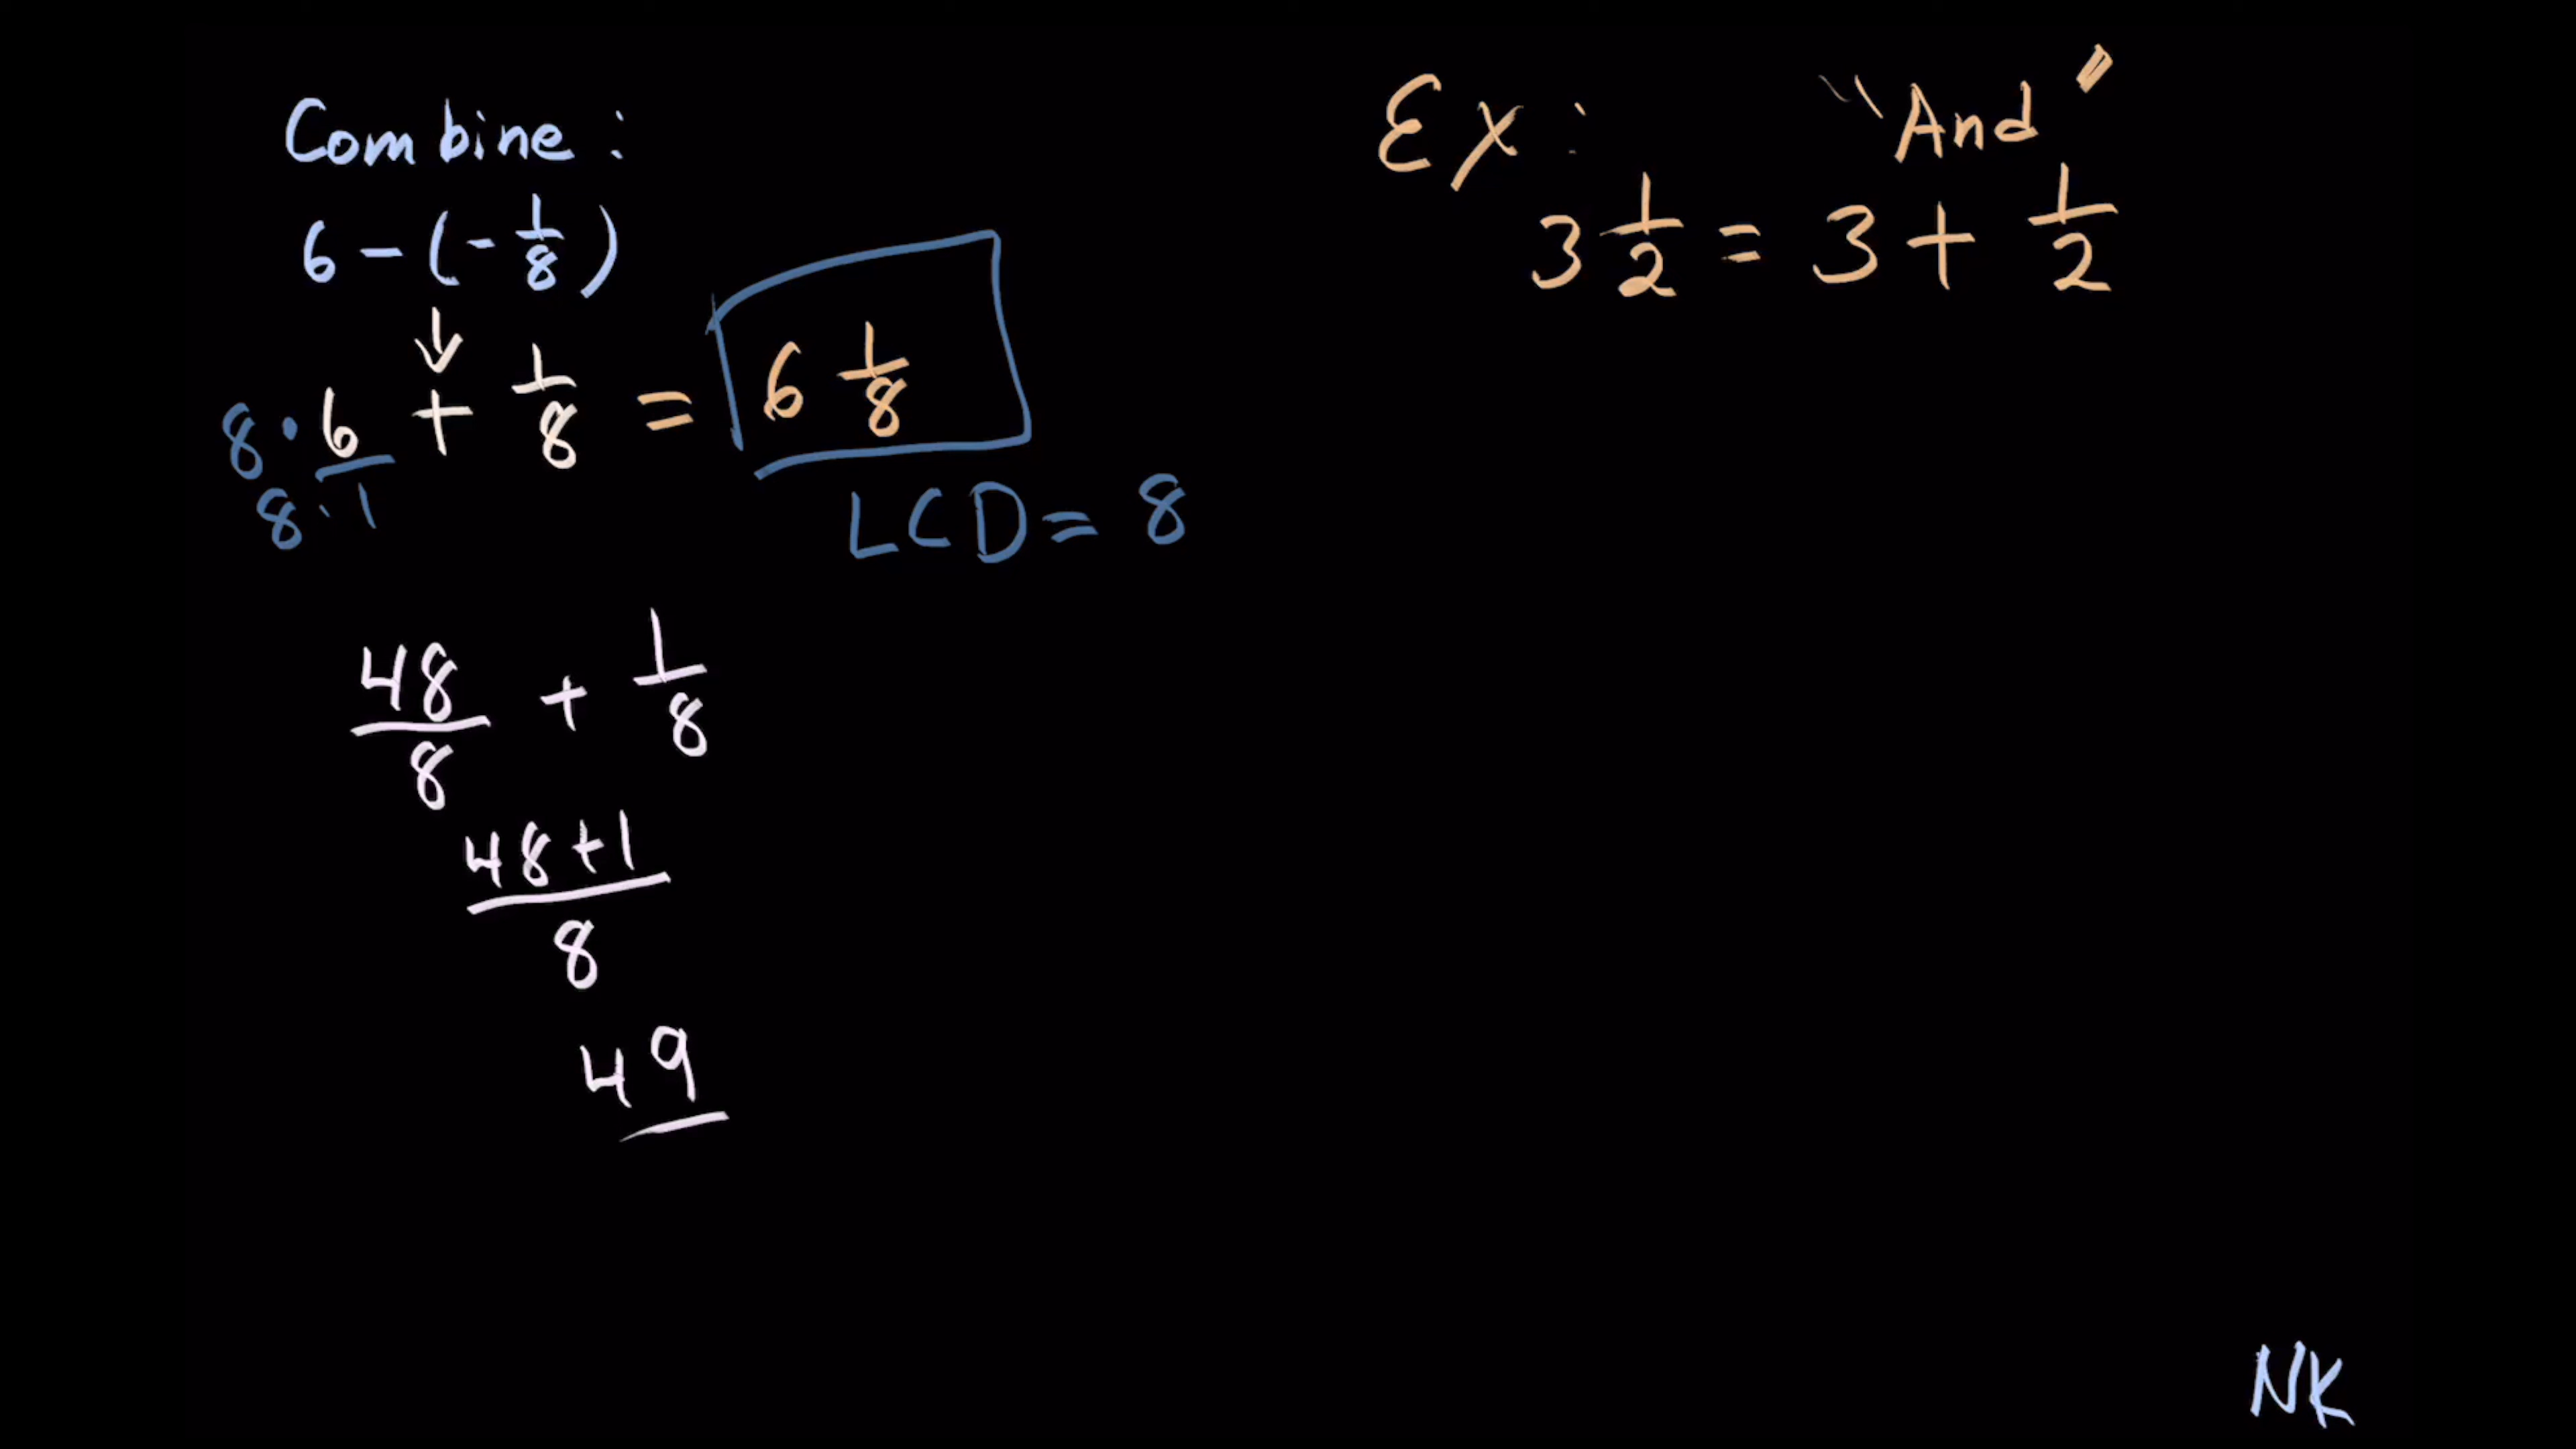 Combine:
6 - (- 1/8)
↓
8 · 6 / 8 · 1 + 1/8 = 6 1/8
LCD = 8
48/8 + 1/8
48+1 / 8
49
Ex: "And"
3 1/2 = 3 + 1/2
NK